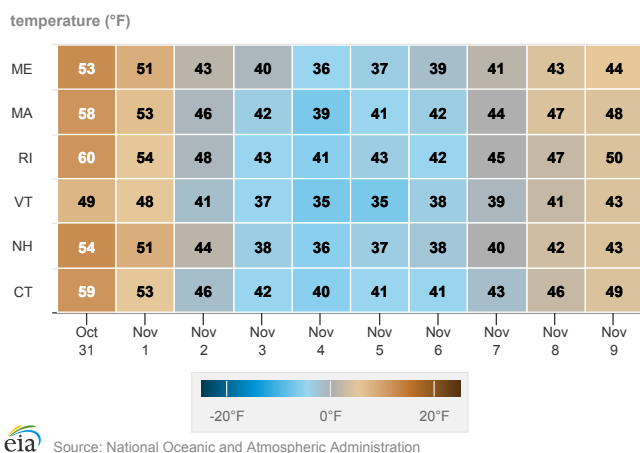 temperature (°F)
ME 53 51 43 40 36 37 39 41 43 44
MA 58 53 46 42 39 41 42 44 47 48
RI 60 54 48 43 41 43 42 45 47 50
VT 49 48 41 37 35 35 38 39 41 43
NH 54 51 44 38 36 37 38 40 42 43
CT 59 53 46 42 40 41 41 43 46 49
Oct Nov Nov Nov Nov Nov Nov Nov Nov Nov
31 1 2 3 4 5 6 7 8 9
-20°F 0°F 20°F
eia Source: National Oceanic and Atmospheric Administration